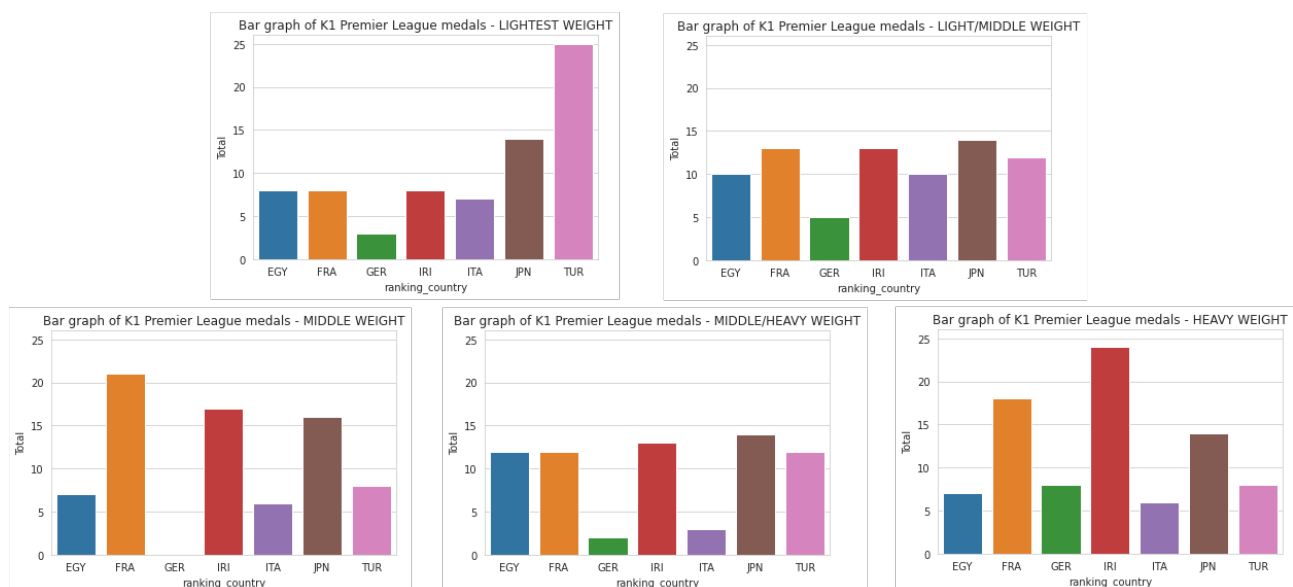 Bar graph of K1 Premier League medals - LIGHTEST WEIGHT
25
20
15
10
5
0
Total
EGY FRA GER IRI ITA JPN TUR
ranking_country
Bar graph of K1 Premier League medals - LIGHT/MIDDLE WEIGHT
25
20
15
10
5
0
Total
EGY FRA GER IRI ITA JPN TUR
ranking_country
Bar graph of K1 Premier League medals - MIDDLE WEIGHT
25
20
15
10
5
0
Total
EGY FRA GER IRI ITA JPN TUR
ranking_country
Bar graph of K1 Premier League medals - MIDDLE/HEAVY WEIGHT
25
20
15
10
5
0
Total
EGY FRA GER IRI ITA JPN TUR
ranking_country
Bar graph of K1 Premier League medals - HEAVY WEIGHT
25
20
15
10
5
0
Total
EGY FRA GER IRI ITA JPN TUR
ranking_country